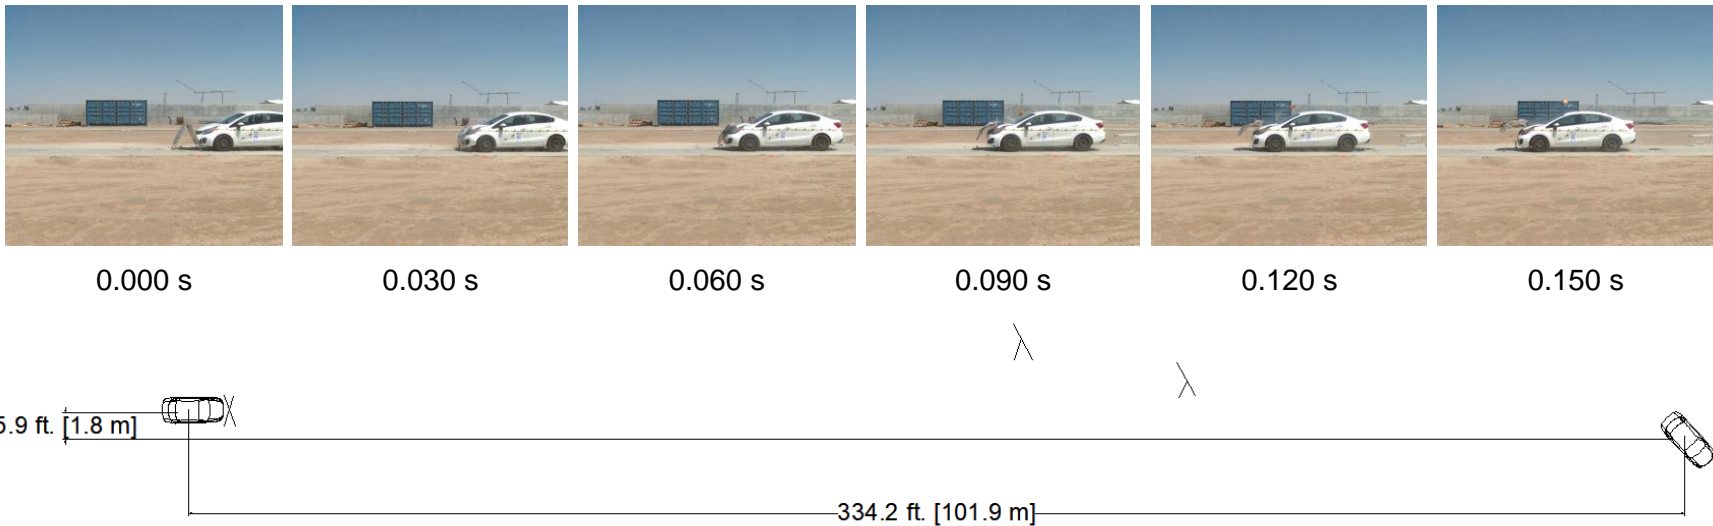 0.000 s
0.030 s
0.060 s
0.090 s
0.120 s
0.150 s
5.9 ft. [1.8 m]
334.2 ft. [101.9 m]